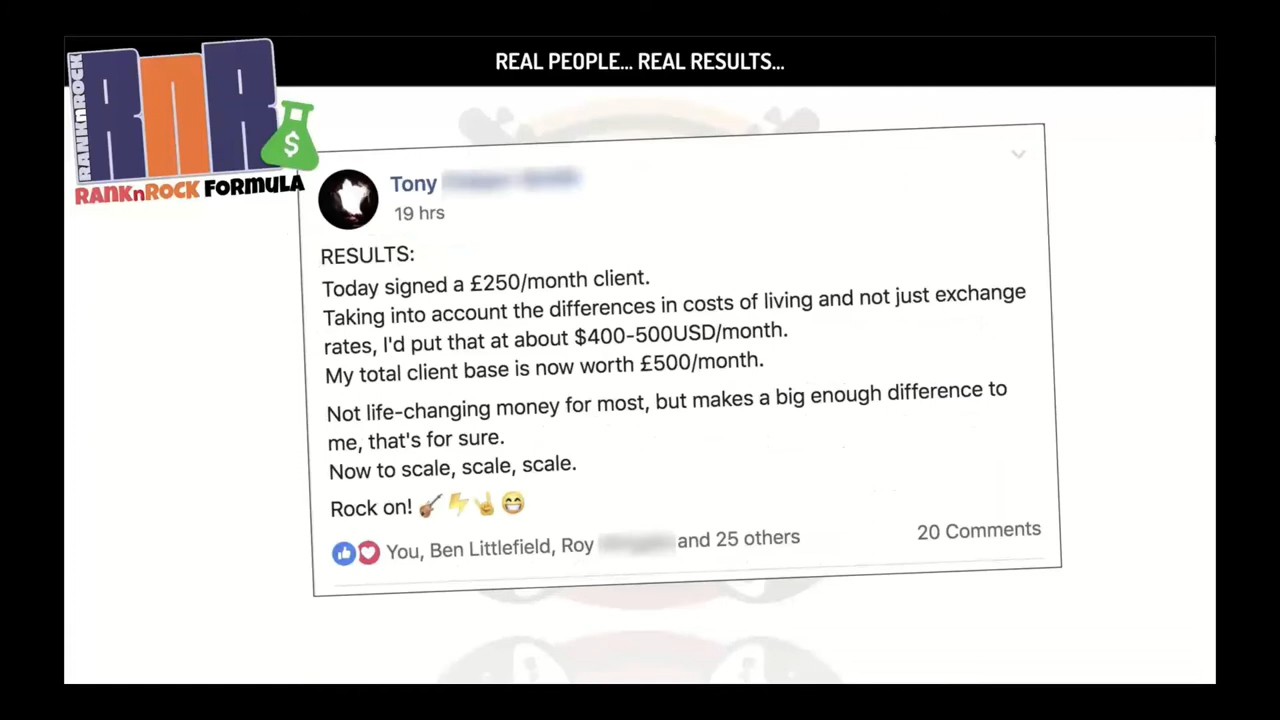 REAL PEOPLE... REAL RESULTS...
RANKnROCK
RnR
$
RANKnROCK FORMULA
Tony
19 hrs
RESULTS:
Today signed a £250/month client.
Taking into account the differences in costs of living and not just exchange
rates, I'd put that at about $400-500USD/month.
My total client base is now worth £500/month.
Not life-changing money for most, but makes a big enough difference to
me, that's for sure.
Now to scale, scale, scale.
Rock on! 🎸⚡🤘😁
You, Ben Littlefield, Roy and 25 others
20 Comments